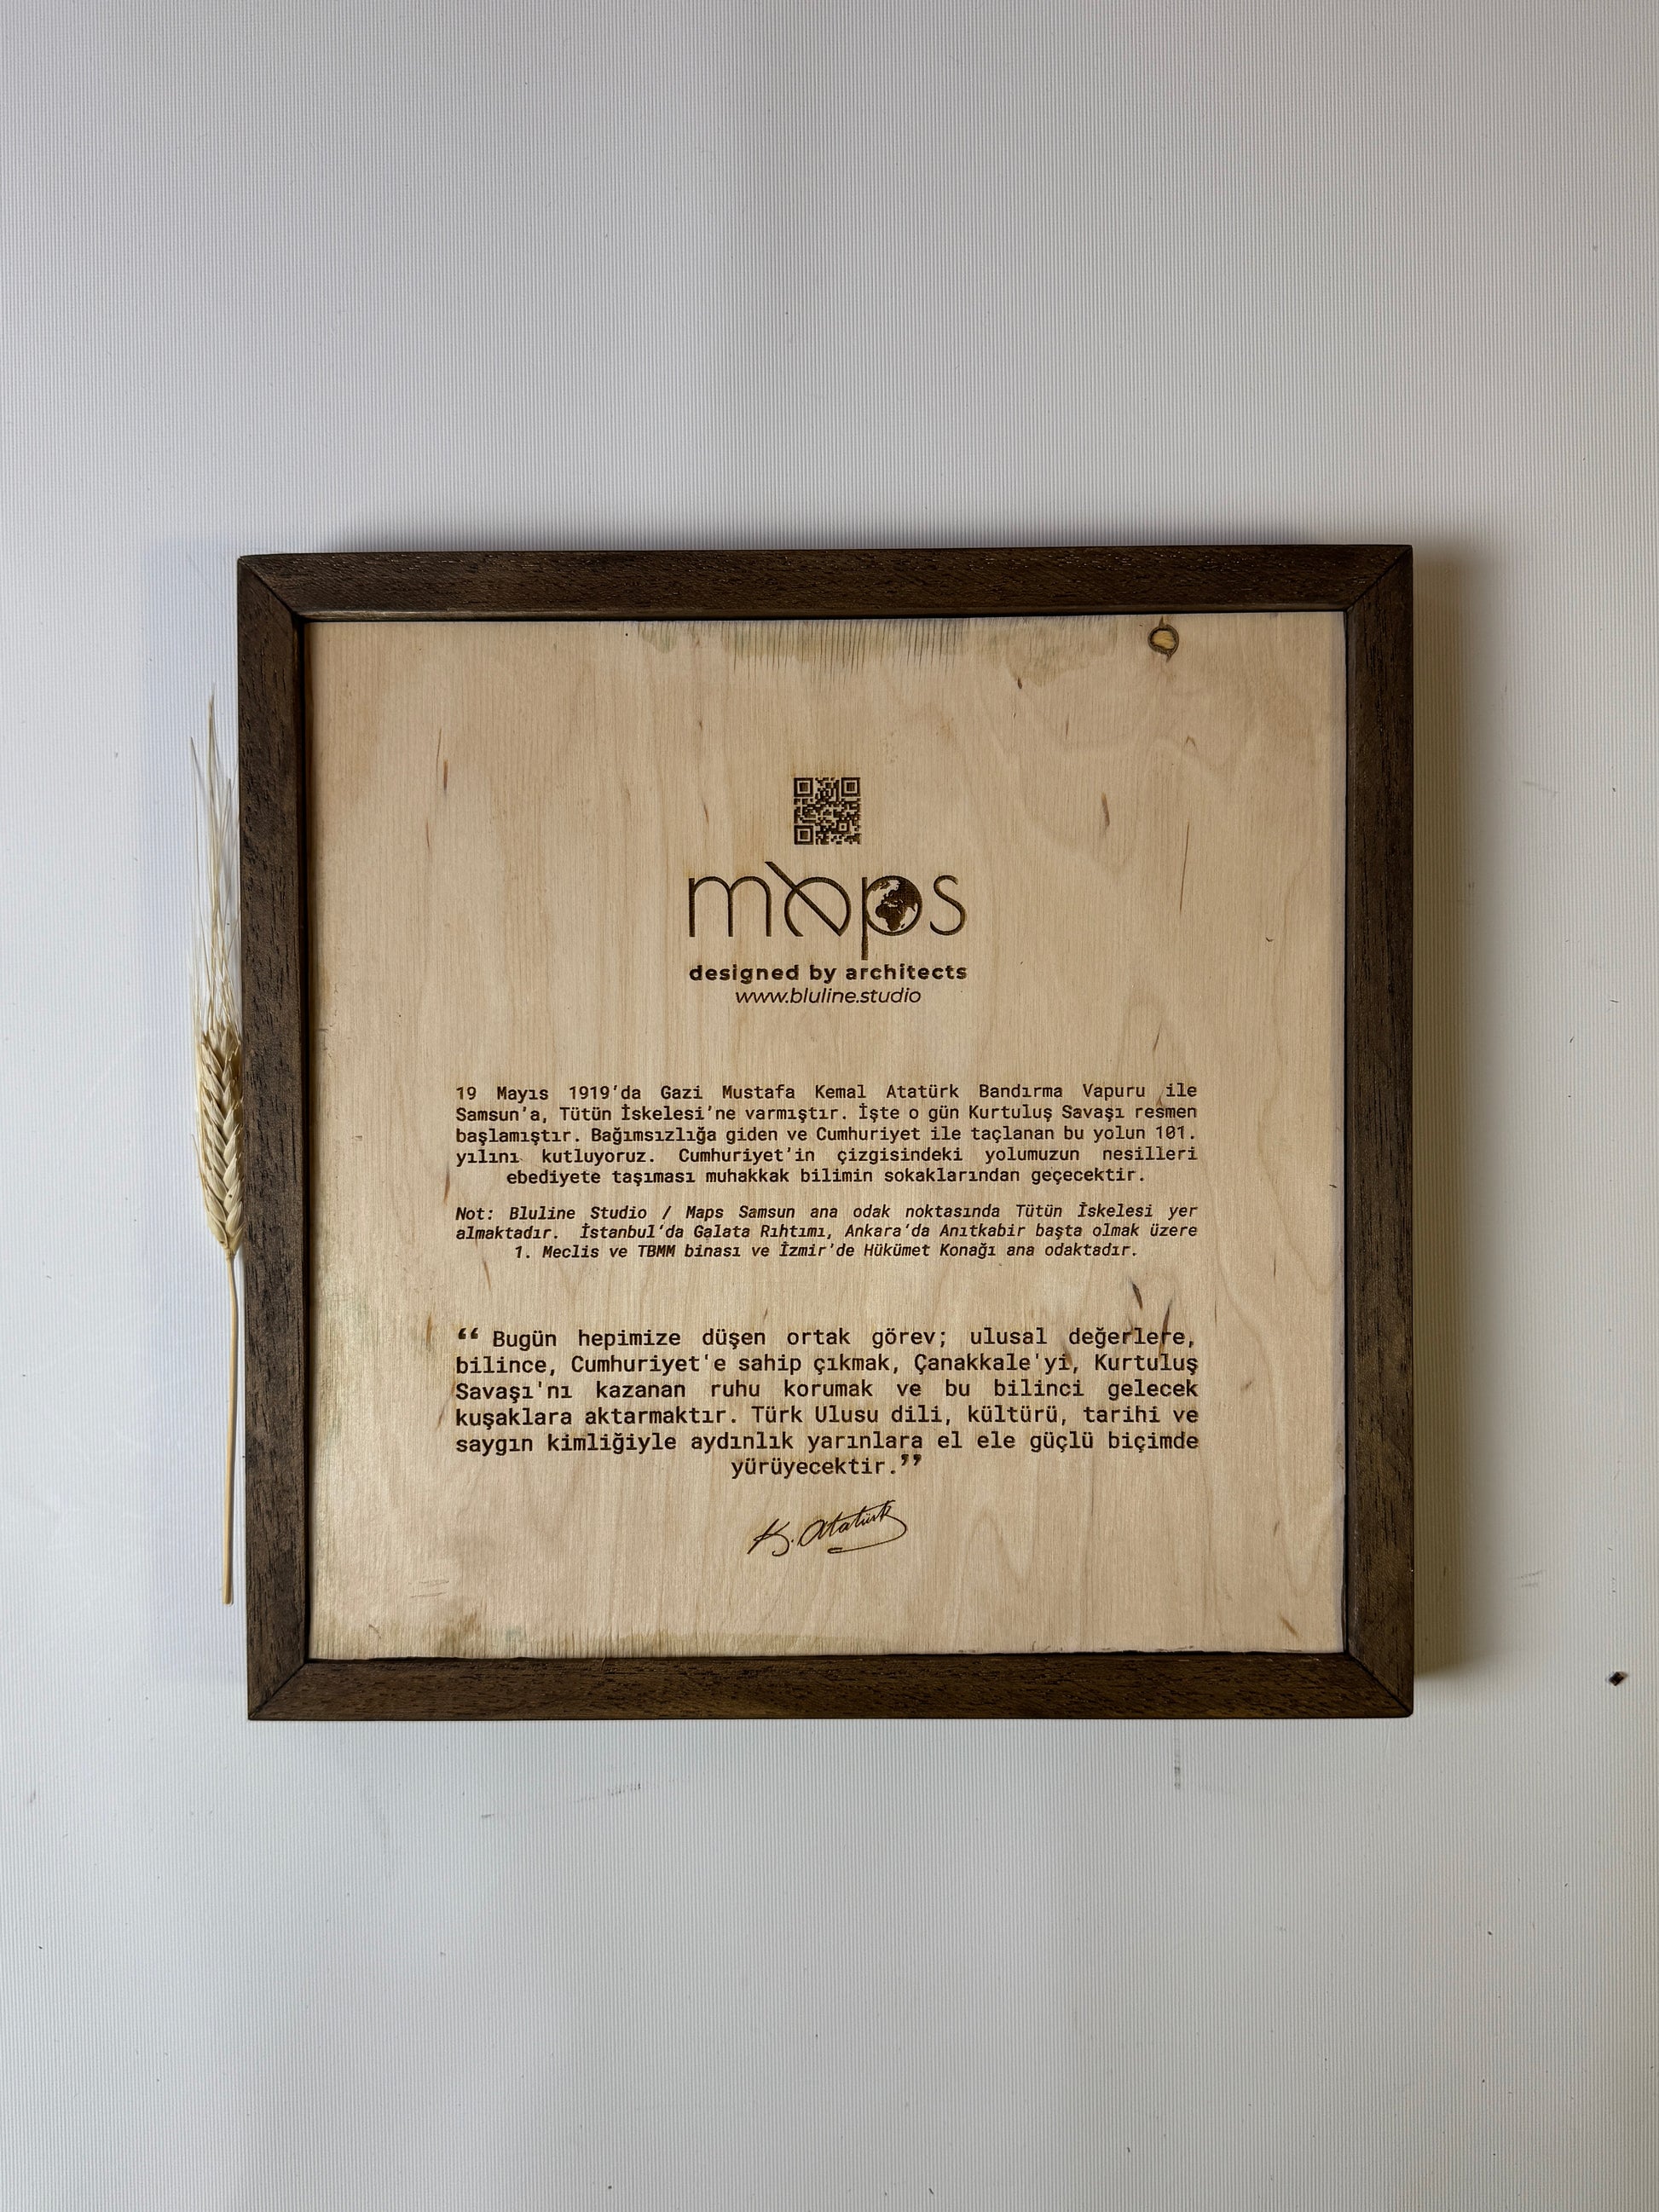 maps
designed by architects
www.bluline.studio
19 Mayıs 1919'da Gazi Mustafa Kemal Atatürk Bandırma Vapuru ile
Samsun'a, Tütün İskelesi'ne varmıştır. İşte o gün Kurtuluş Savaşı resmen
başlamıştır. Bağımsızlığa giden ve Cumhuriyet ile taçlanan bu yolun 101.
yılını kutluyoruz. Cumhuriyet'in çizgisindeki yolumuzun nesilleri
ebediyete taşıması muhakkak bilimin sokaklarından geçecektir.
Not: Bluline Studio / Maps Samsun ana odak noktasında Tütün İskelesi yer
almaktadır. İstanbul'da Galata Rıhtımı, Ankara'da Anıtkabir başta olmak üzere
1. Meclis ve TBMM binası ve İzmir'de Hükümet Konağı ana odaktadır.
“ Bugün hepimize düşen ortak görev; ulusal değerlere,
bilince, Cumhuriyet'e sahip çıkmak, Çanakkale'yi, Kurtuluş
Savaşı'nı kazanan ruhu korumak ve bu bilinci gelecek
kuşaklara aktarmaktır. Türk Ulusu dili, kültürü, tarihi ve
saygın kimliğiyle aydınlık yarınlara el ele güçlü biçimde
yürüyecektir.”
K. Atatürk